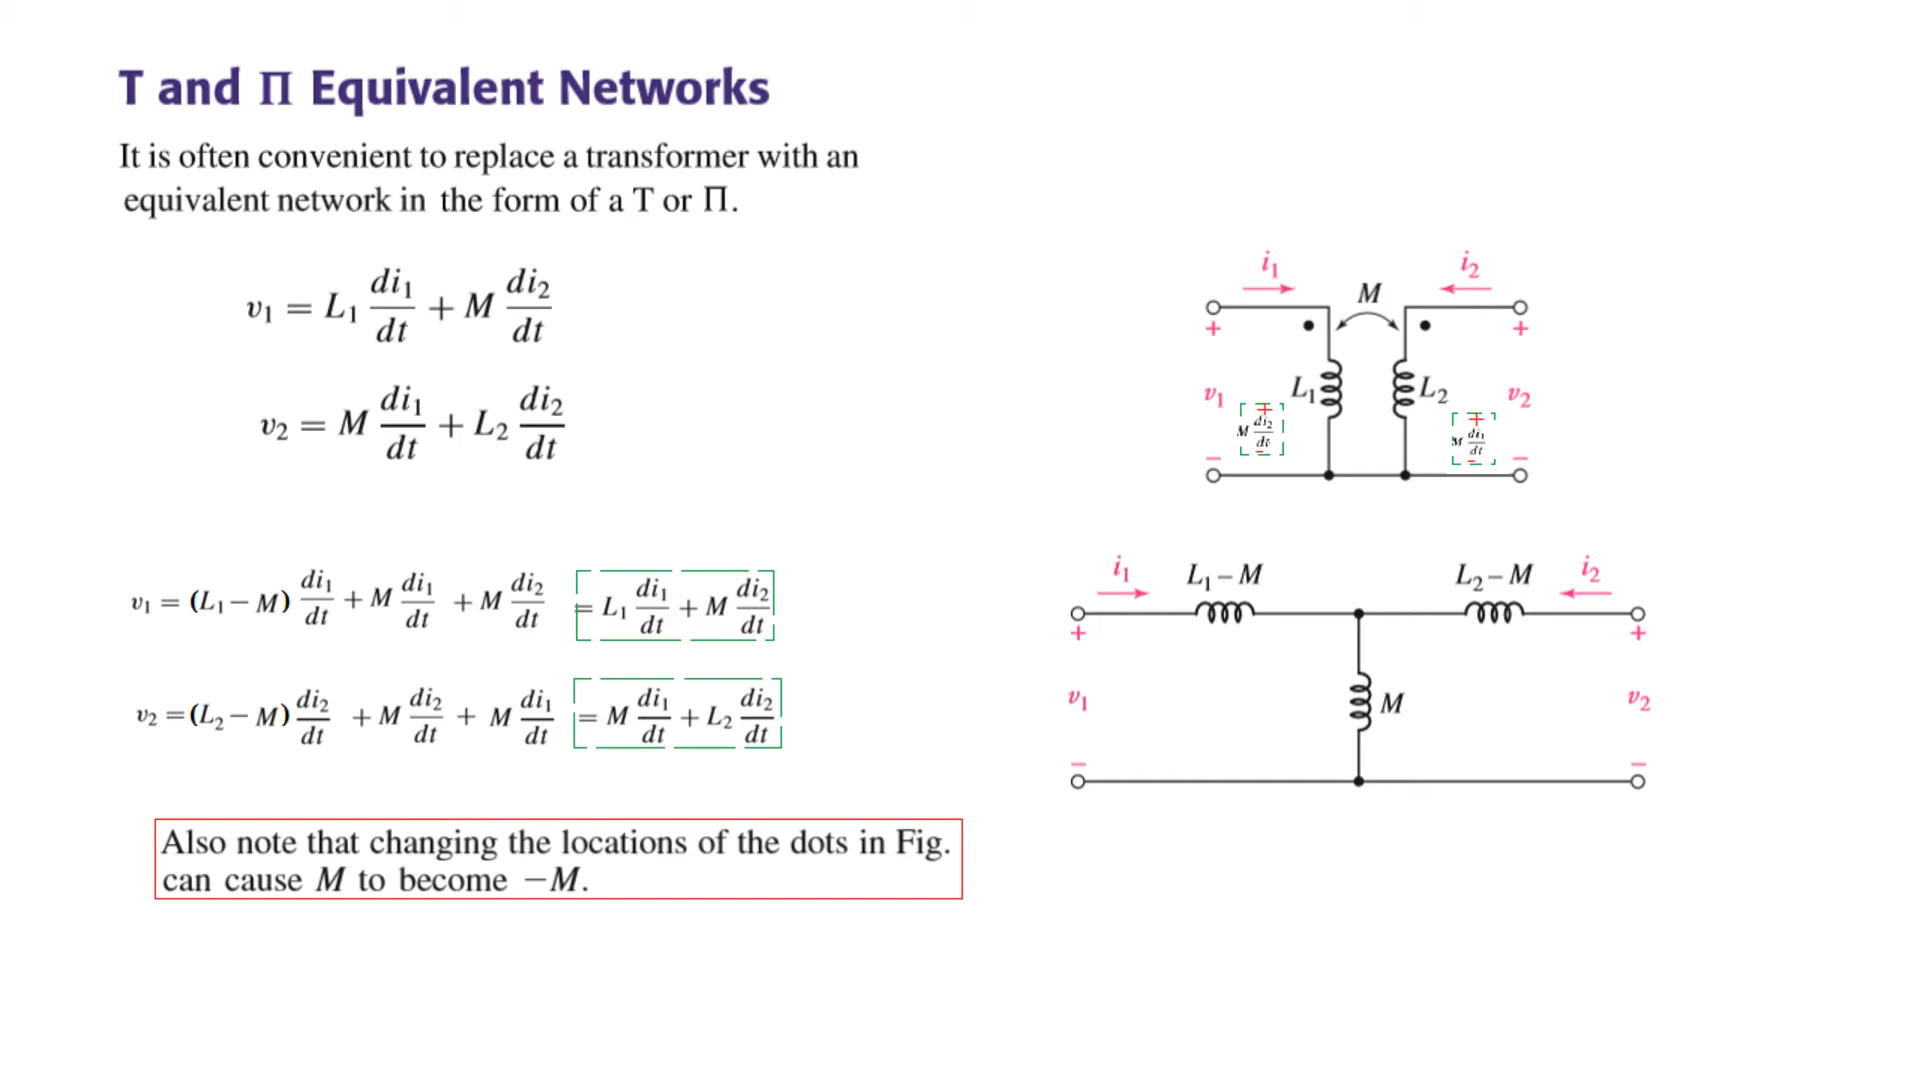 T and Π Equivalent Networks
It is often convenient to replace a transformer with an
equivalent network in the form of a T or Π.
v₁ = L₁ di₁/dt + M di₂/dt
v₂ = M di₁/dt + L₂ di₂/dt
i₁ M i₂
+ +
v₁ L₁ L₂ v₂
+ M di₂/dt − + M di₁/dt −
− −
v₁ = (L₁ − M) di₁/dt + M di₁/dt + M di₂/dt = L₁ di₁/dt + M di₂/dt
v₂ = (L₂ − M) di₂/dt + M di₂/dt + M di₁/dt = M di₁/dt + L₂ di₂/dt
i₁ L₁ − M L₂ − M i₂
+ +
v₁ M v₂
− −
Also note that changing the locations of the dots in Fig.
can cause M to become −M.